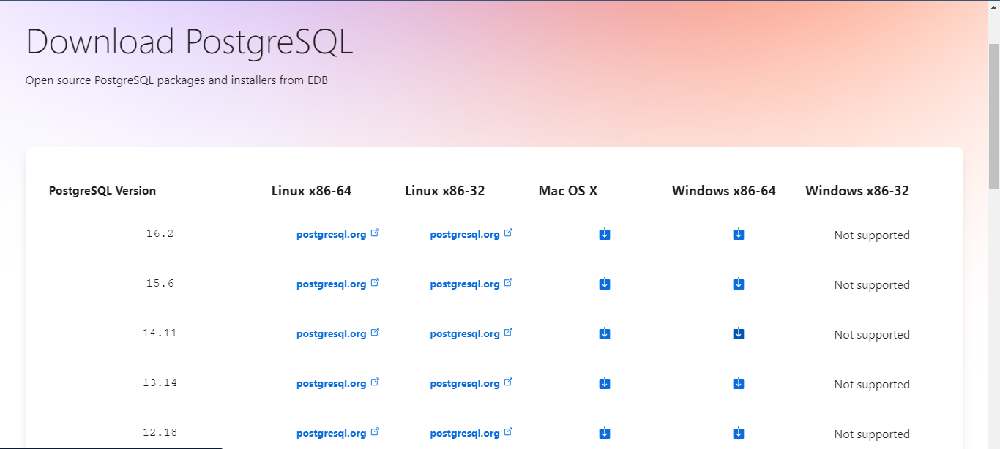 Download PostgreSQL
Open source PostgreSQL packages and installers from EDB
PostgreSQL Version Linux x86-64 Linux x86-32 Mac OS X Windows x86-64 Windows x86-32
16.2 postgresql.org postgresql.org Not supported
15.6 postgresql.org postgresql.org Not supported
14.11 postgresql.org postgresql.org Not supported
13.14 postgresql.org postgresql.org Not supported
12.18 postgresql.org postgresql.org Not supported